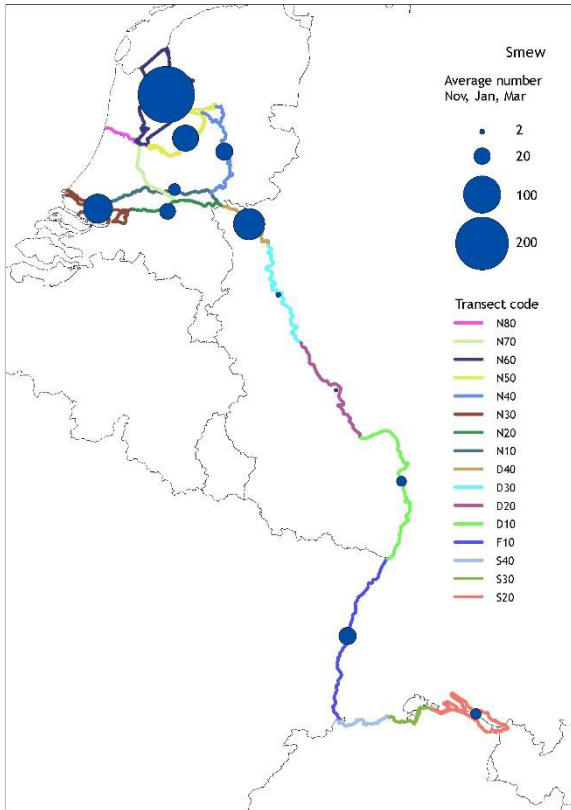 Smew
Average number
Nov, Jan, Mar
2
20
100
200
Transect code
N80
N70
N60
N50
N40
N30
N20
N10
D40
D30
D20
D10
F10
S40
S30
S20